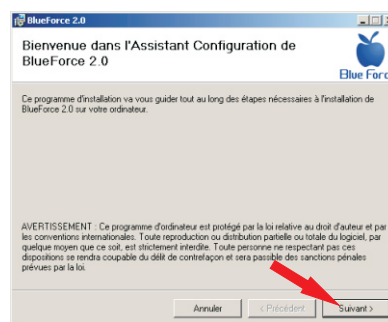 BlueForce 2.0
Bienvenue dans l'Assistant Configuration de
BlueForce 2.0
Blue Forc
Ce programme d'installation va vous guider tout au long des étapes nécessaires à l'installation de
BlueForce 2.0 sur votre ordinateur.
AVERTISSEMENT : Ce programme d'ordinateur est protégé par la loi relative au droit d'auteur et par
les conventions internationales. Toute reproduction ou distribution partielle ou totale du logiciel, par
quelque moyen que ce soit, est strictement interdite. Toute personne ne respectant pas ces
dispositions se rendra coupable du délit de contrefaçon et sera passible des sanctions pénales
prévues par la loi.
Annuler < Précédent Suivant >